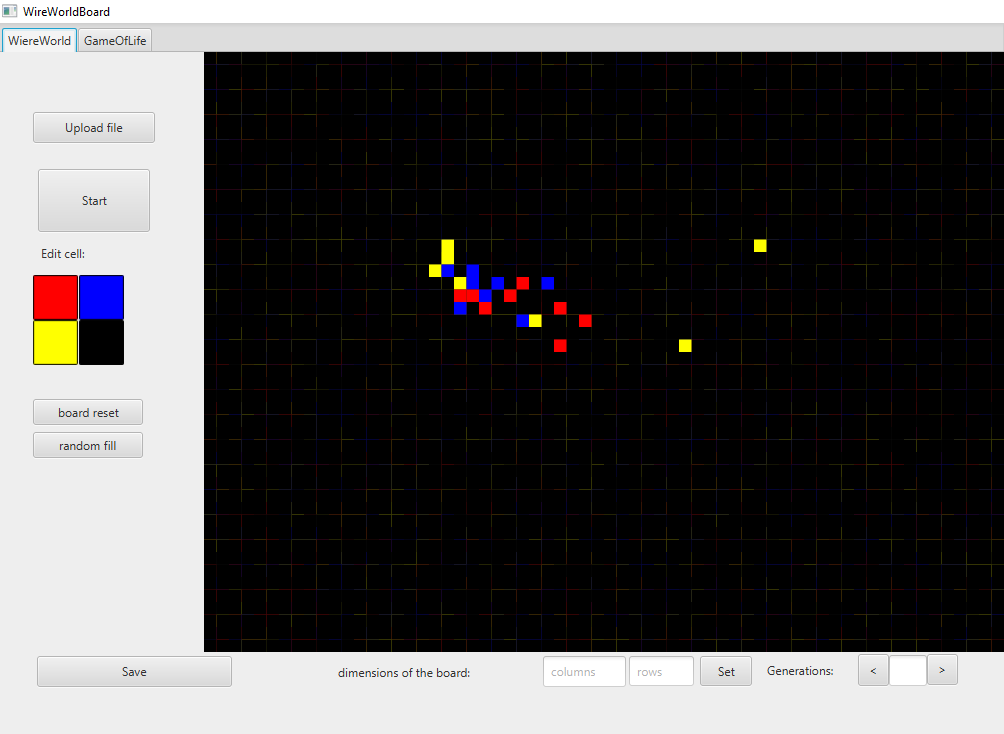 WireWorldBoard
WiereWorld GameOfLife
Upload file
Start
Edit cell:
board reset
random fill
Save dimensions of the board: columns rows Set Generations: < >